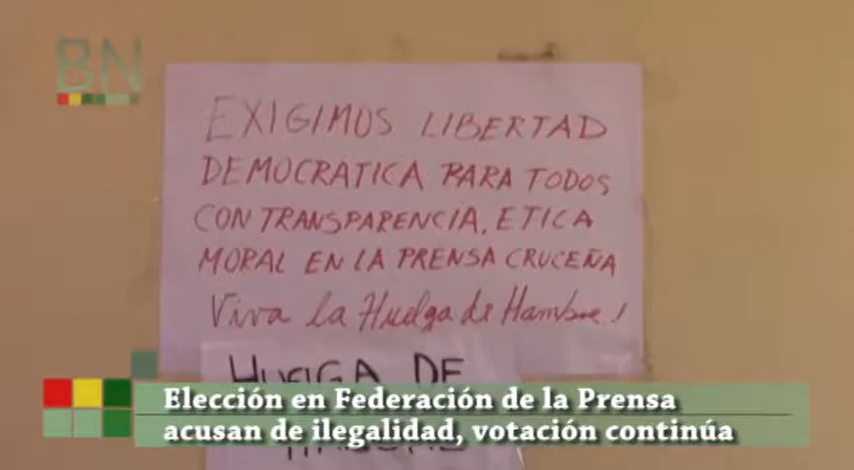 BN
EXIGIMOS LIBERTAD
DEMOCRATICA PARA TODOS
CON TRANSPARENCIA, ETICA
MORAL EN LA PRENSA CRUCEÑA
Viva la Huelga de Hambre!
HUELGA DE
Elección en Federación de la Prensa
acusan de ilegalidad, votación continúa